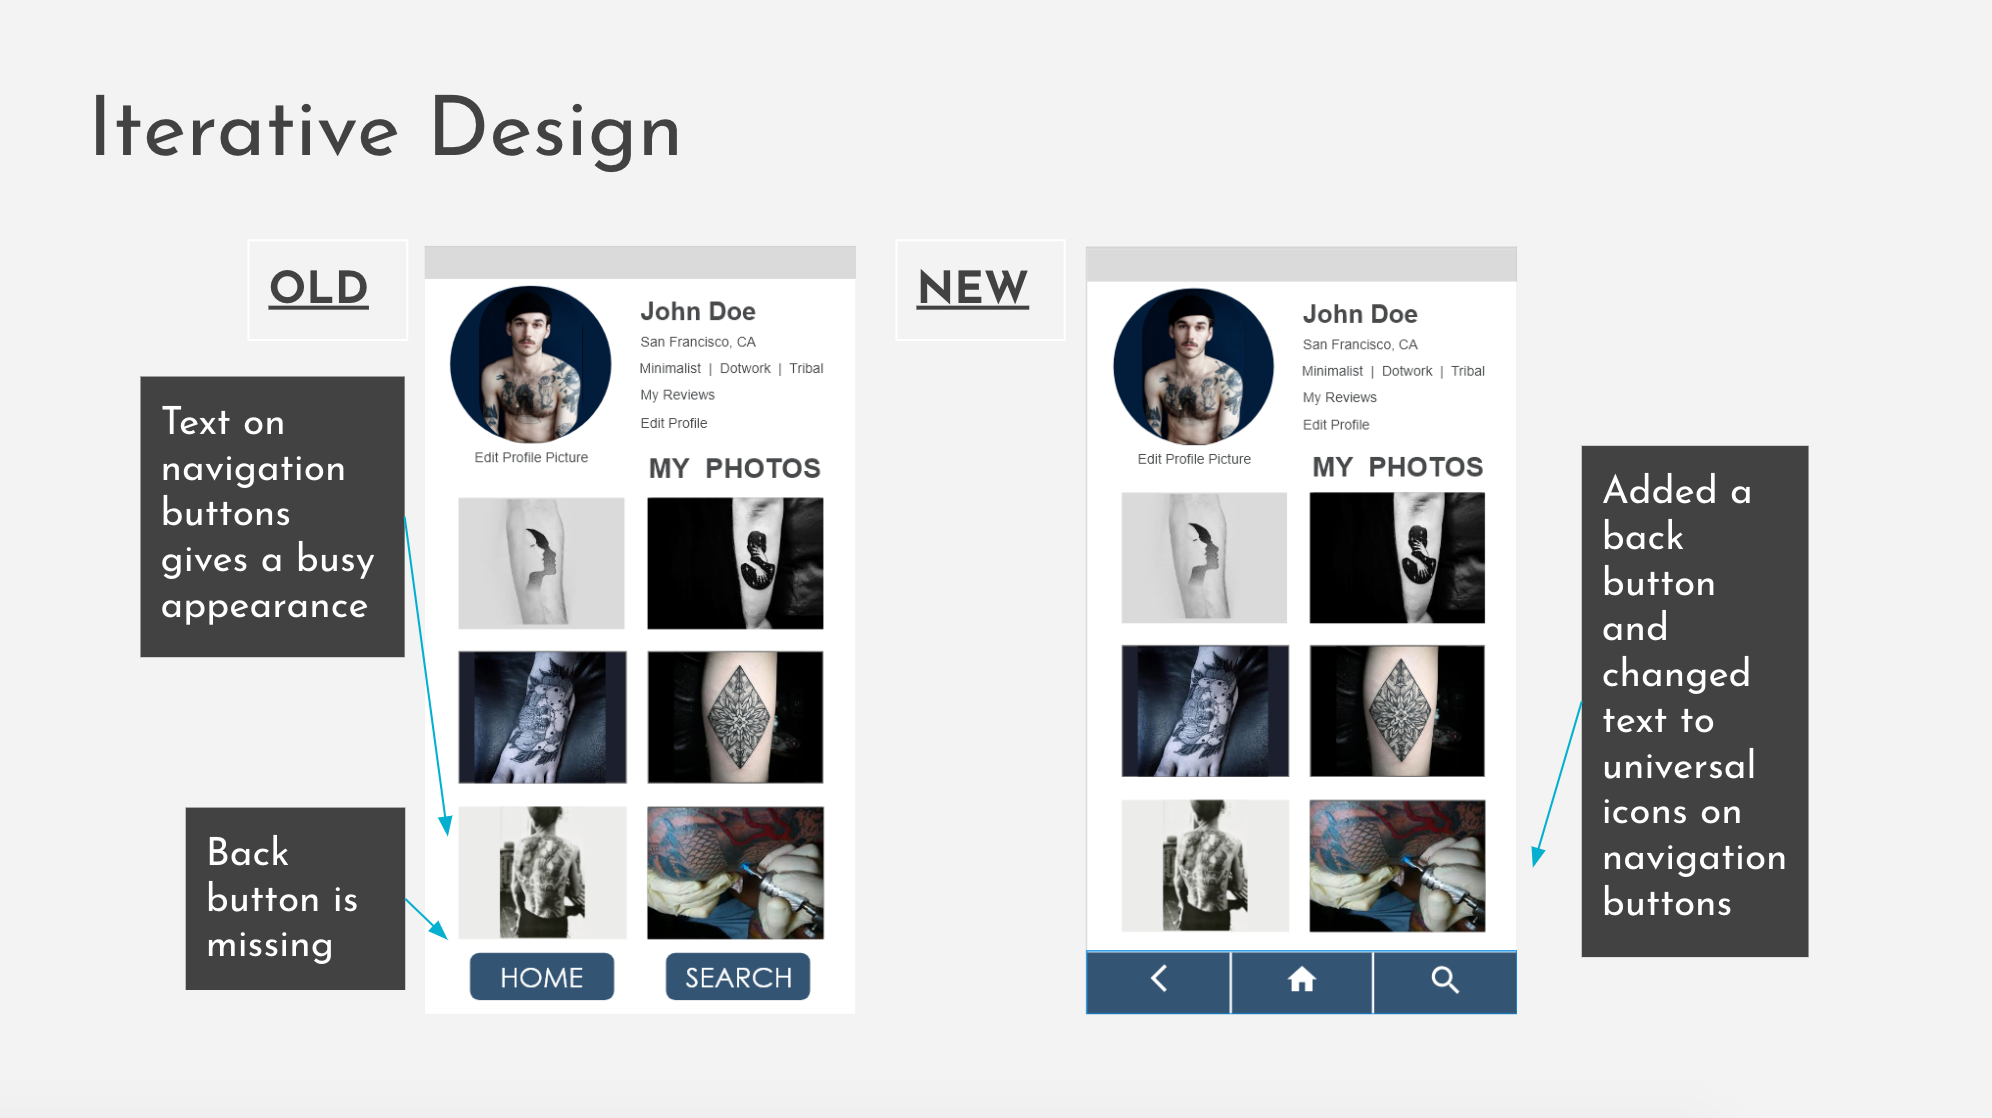 Iterative Design
OLD
Text on
navigation
buttons
gives a busy
appearance
Back
button is
missing
John Doe
San Francisco, CA
Minimalist | Dotwork | Tribal
My Reviews
Edit Profile
Edit Profile Picture
MY PHOTOS
HOME
SEARCH
NEW
John Doe
San Francisco, CA
Minimalist | Dotwork | Tribal
My Reviews
Edit Profile
Edit Profile Picture
MY PHOTOS
Added a
back
button
and
changed
text to
universal
icons on
navigation
buttons